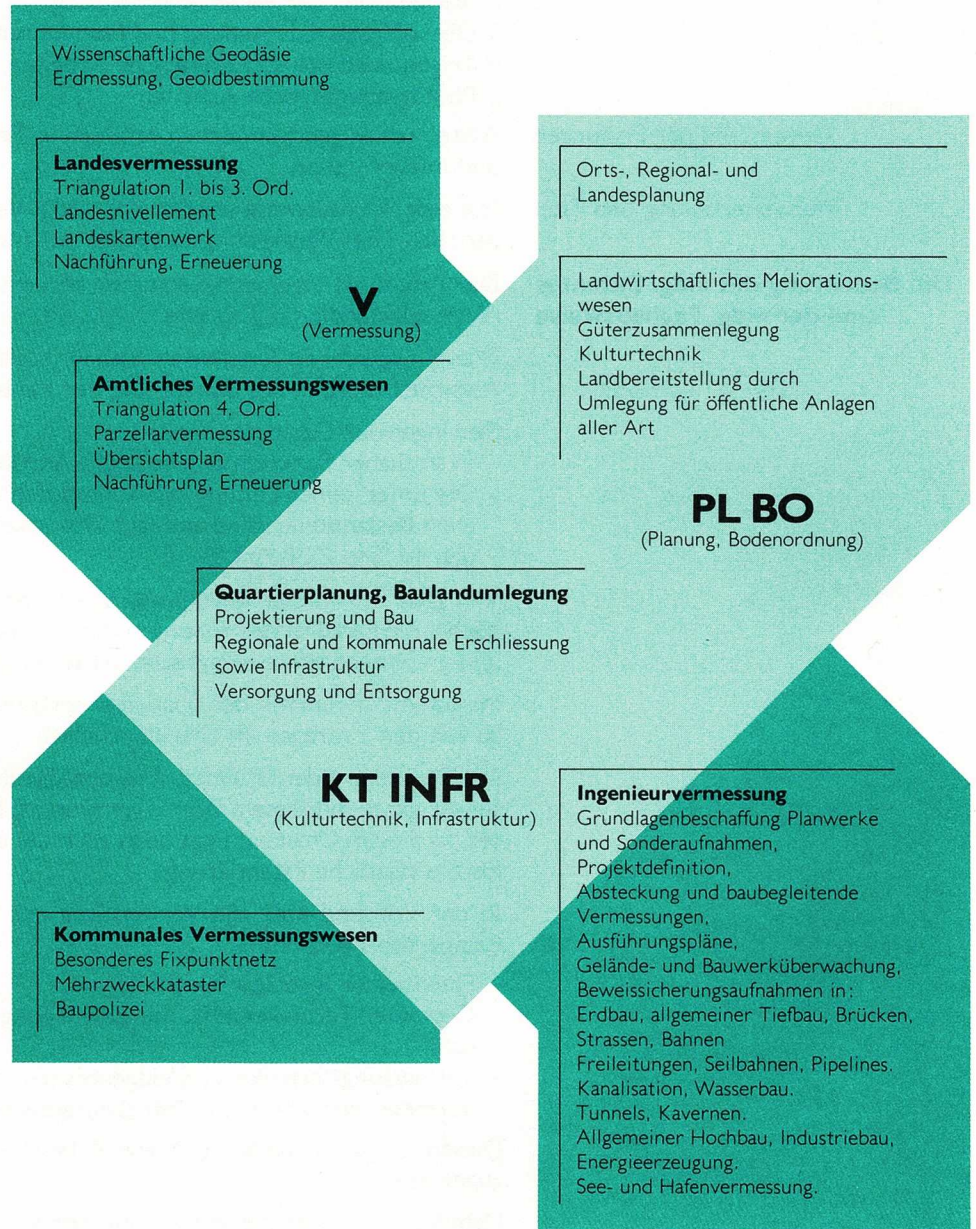 Wissenschaftliche Geodäsie
Erdmessung, Geoidbestimmung
Landesvermessung
Triangulation 1. bis 3. Ord.
Landesnivellement
Landeskartenwerk
Nachführung, Erneuerung
V
(Vermessung)
Amtliches Vermessungswesen
Triangulation 4. Ord.
Parzellarvermessung
Übersichtsplan
Nachführung, Erneuerung
Orts-, Regional- und
Landesplanung
Landwirtschaftliches Meliorations-
wesen
Güterzusammenlegung
Kulturtechnik
Landbereitstellung durch
Umlegung für öffentliche Anlagen
aller Art
PL BO
(Planung, Bodenordnung)
Quartierplanung, Baulandumlegung
Projektierung und Bau
Regionale und kommunale Erschliessung
sowie Infrastruktur
Versorgung und Entsorgung
KT INFR
(Kulturtechnik, Infrastruktur)
Kommunales Vermessungswesen
Besonderes Fixpunktnetz
Mehrzweckkataster
Baupolizei
Ingenieurvermessung
Grundlagenbeschaffung Planwerke
und Sonderaufnahmen,
Projektdefinition,
Absteckung und baubegleitende
Vermessungen,
Ausführungspläne,
Gelände- und Bauwerküberwachung,
Beweissicherungsaufnahmen in:
Erdbau, allgemeiner Tiefbau, Brücken,
Strassen, Bahnen
Freileitungen, Seilbahnen, Pipelines.
Kanalisation, Wasserbau.
Tunnels, Kavernen.
Allgemeiner Hochbau, Industriebau,
Energieerzeugung.
See- und Hafenvermessung.